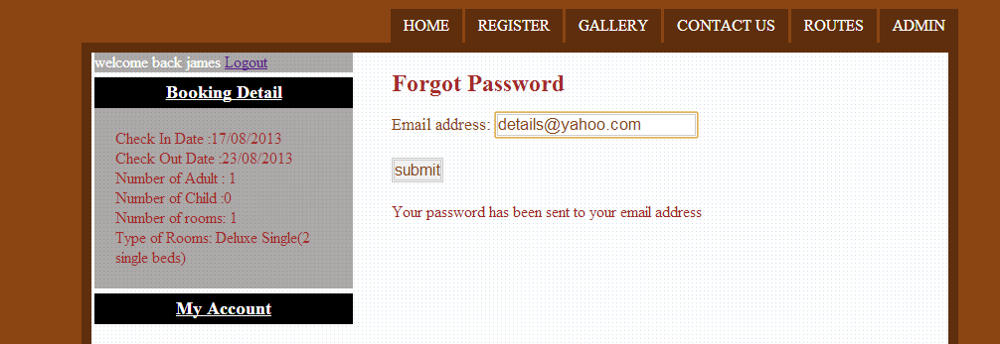 HOME REGISTER GALLERY CONTACT US ROUTES ADMIN
welcome back james Logout
Booking Detail
Check In Date :17/08/2013
Check Out Date :23/08/2013
Number of Adult : 1
Number of Child :0
Number of rooms: 1
Type of Rooms: Deluxe Single(2
single beds)
My Account
Forgot Password
Email address: details@yahoo.com
submit
Your password has been sent to your email address